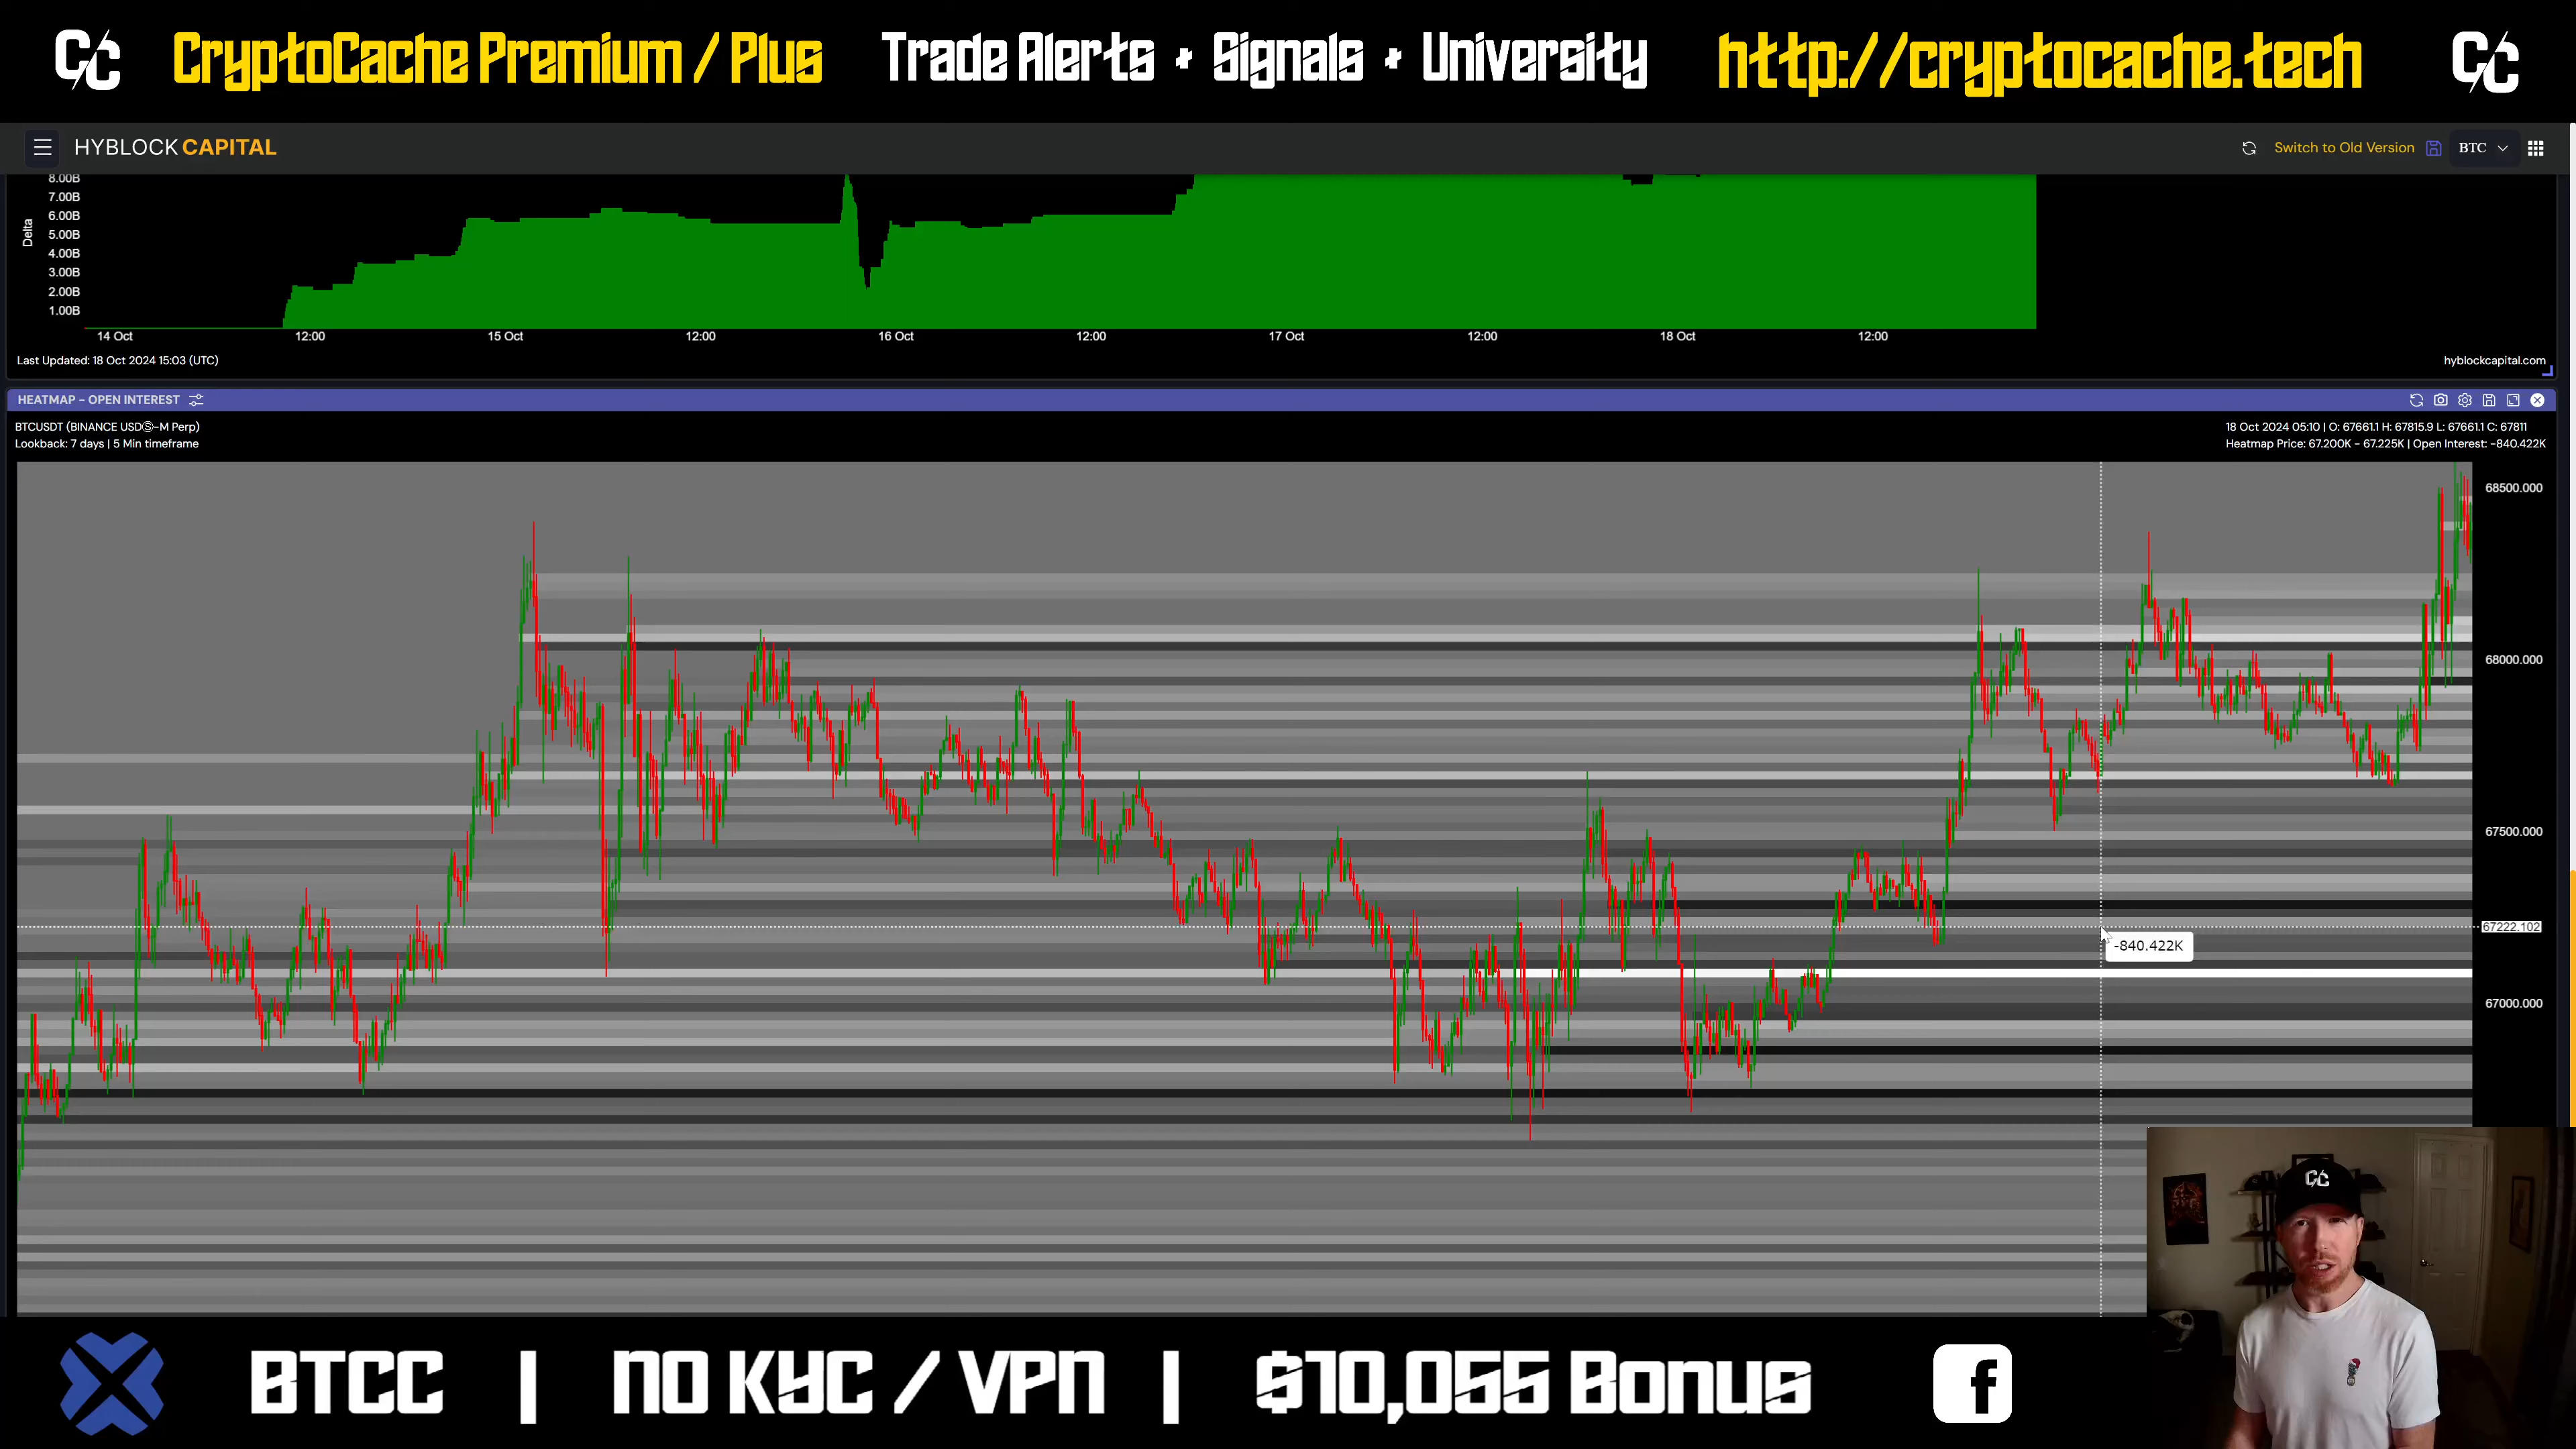 CC CryptoCache Premium / Plus Trade Alerts + Signals + University http://cryptocache.tech CC
HYBLOCK CAPITAL
Switch to Old Version BTC
8.00B
7.00B
6.00B
5.00B
4.00B
3.00B
2.00B
1.00B
Delta
14 Oct 12:00 15 Oct 12:00 16 Oct 12:00 17 Oct 12:00 18 Oct 12:00
Last Updated: 18 Oct 2024 15:03 (UTC) hyblockcapital.com
HEATMAP - OPEN INTEREST
BTCUSDT (BINANCE USDⓈ-M Perp) 18 Oct 2024 05:10 | O: 67661.1 H: 67815.9 L: 67661.1 C: 67811
Lookback: 7 days | 5 Min timeframe Heatmap Price: 67.200K - 67.225K | Open Interest: -840.422K
68500.000
68000.000
67500.000
67222.102
-840.422K
67000.000
CC
BTCC | NO KYC / VPN | $10,055 Bonus f